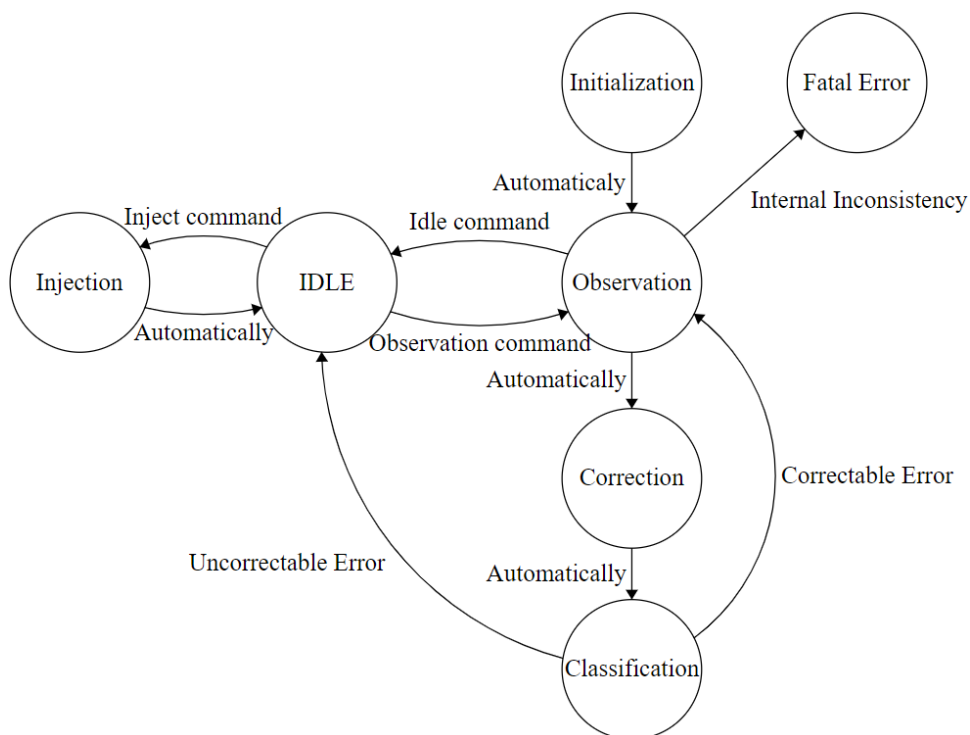 Initialization
Fatal Error
Automaticaly
Internal Inconsistency
Inject command
Idle command
Injection
IDLE
Observation
Automatically
Observation command
Automatically
Correction
Correctable Error
Uncorrectable Error
Automatically
Classification